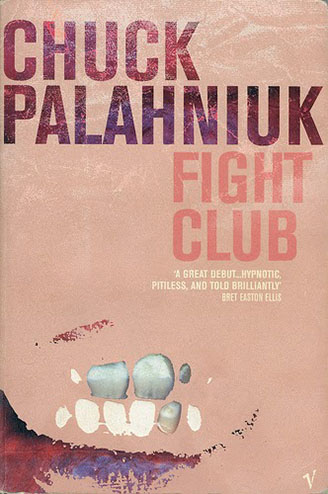 CHUCK
PALAHNIUK
FIGHT
CLUB
'A GREAT DEBUT...HYPNOTIC,
PITILESS, AND TOLD BRILLIANTLY'
BRET EASTON ELLIS
V